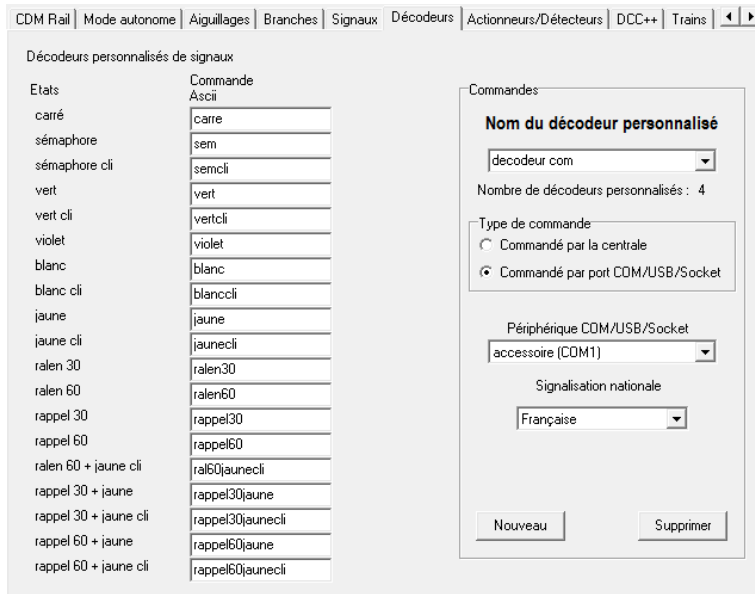 CDM Rail Mode autonome Aiguillages Branches Signaux Décodeurs Actionneurs/Détecteurs DCC++ Trains
Décodeurs personnalisés de signaux
Etats
Commande
Ascii
carré carre
sémaphore sem
sémaphore cli semcli
vert vert
vert cli vertcli
violet violet
blanc blanc
blanc cli blanccli
jaune jaune
jaune cli jaunecli
ralen 30 ralen30
ralen 60 ralen60
rappel 30 rappel30
rappel 60 rappel60
ralen 60 + jaune cli ral60jaunecli
rappel 30 + jaune rappel30jaune
rappel 30 + jaune cli rappel30jaunecli
rappel 60 + jaune rappel60jaune
rappel 60 + jaune cli rappel60jaunecli
Commandes
Nom du décodeur personnalisé
decodeur com
Nombre de décodeurs personnalisés : 4
Type de commande
Commandé par la centrale
Commandé par port COM/USB/Socket
Périphérique COM/USB/Socket
accessoire (COM1)
Signalisation nationale
Française
Nouveau Supprimer